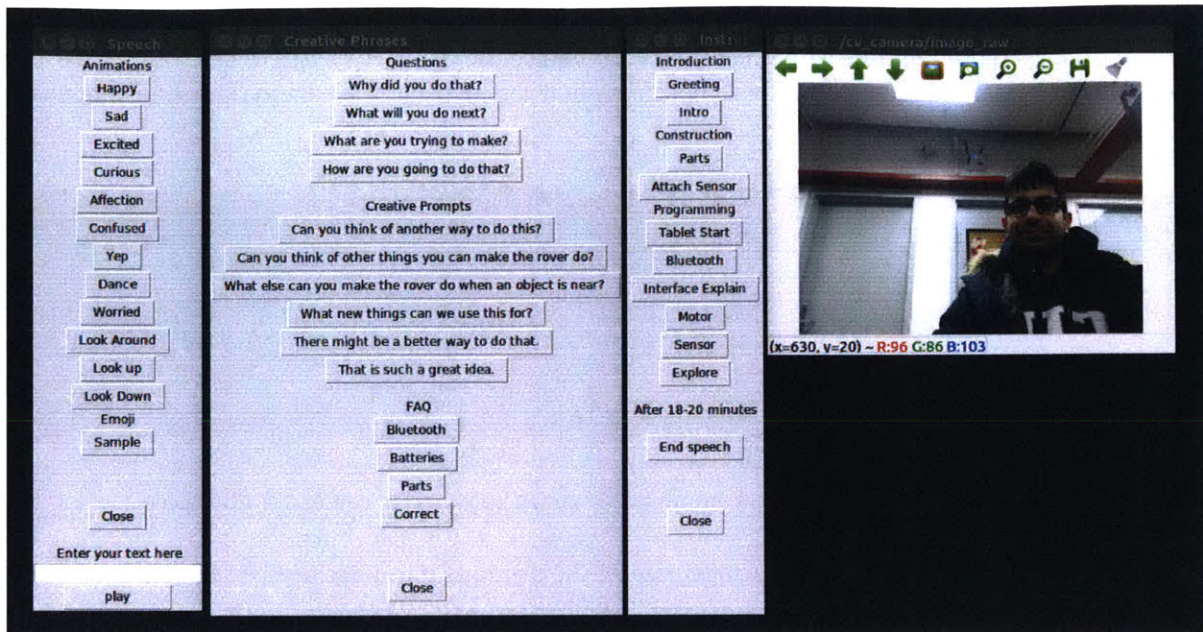 Speech
Animations
Happy
Sad
Excited
Curious
Affection
Confused
Yep
Dance
Worried
Look Around
Look up
Look Down
Emoji
Sample
Close
Enter your text here
play
Creative Phrases
Questions
Why did you do that?
What will you do next?
What are you trying to make?
How are you going to do that?
Creative Prompts
Can you think of another way to do this?
Can you think of other things you can make the rover do?
What else can you make the rover do when an object is near?
What new things can we use this for?
There might be a better way to do that.
That is such a great idea.
FAQ
Bluetooth
Batteries
Parts
Correct
Close
Instru
Introduction
Greeting
Intro
Construction
Parts
Attach Sensor
Programming
Tablet Start
Bluetooth
Interface Explain
Motor
Sensor
Explore
After 18-20 minutes
End speech
Close
/cv_camera/image_raw
(x=630, y=20) ~ R:96 G:86 B:103